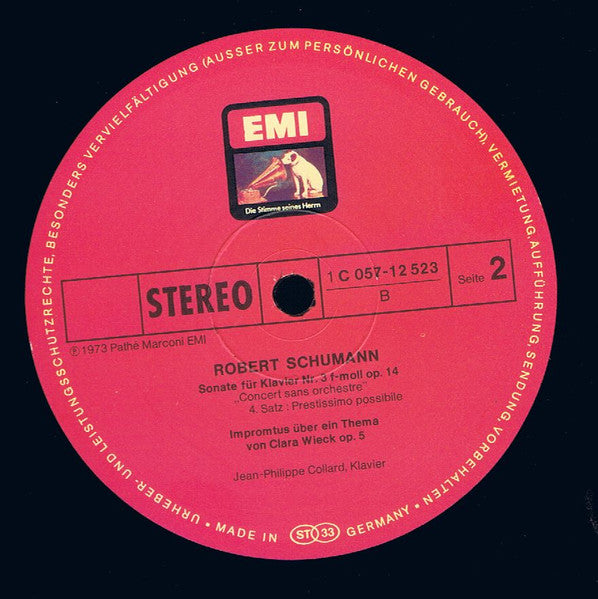 EMI
Die Stimme seines Herrn
STEREO
1 C 057-12 523
B
Seite 2
℗ 1973 Pathé Marconi EMI
ROBERT SCHUMANN
Sonate für Klavier Nr. 3 f-moll op. 14
„Concert sans orchestre”
4. Satz : Prestissimo possibile
Impromtus über ein Thema
von Clara Wieck op. 5
Jean-Philippe Collard, Klavier
URHEBER- UND LEISTUNGSSCHUTZRECHTE, BESONDERS VERVIELFÄLTIGUNG (AUSSER ZUM PERSÖNLICHEN GEBRAUCH), VERMIETUNG, AUFFÜHRUNG, SENDUNG, VORBEHALTEN •
• MADE IN ST 33 GERMANY •